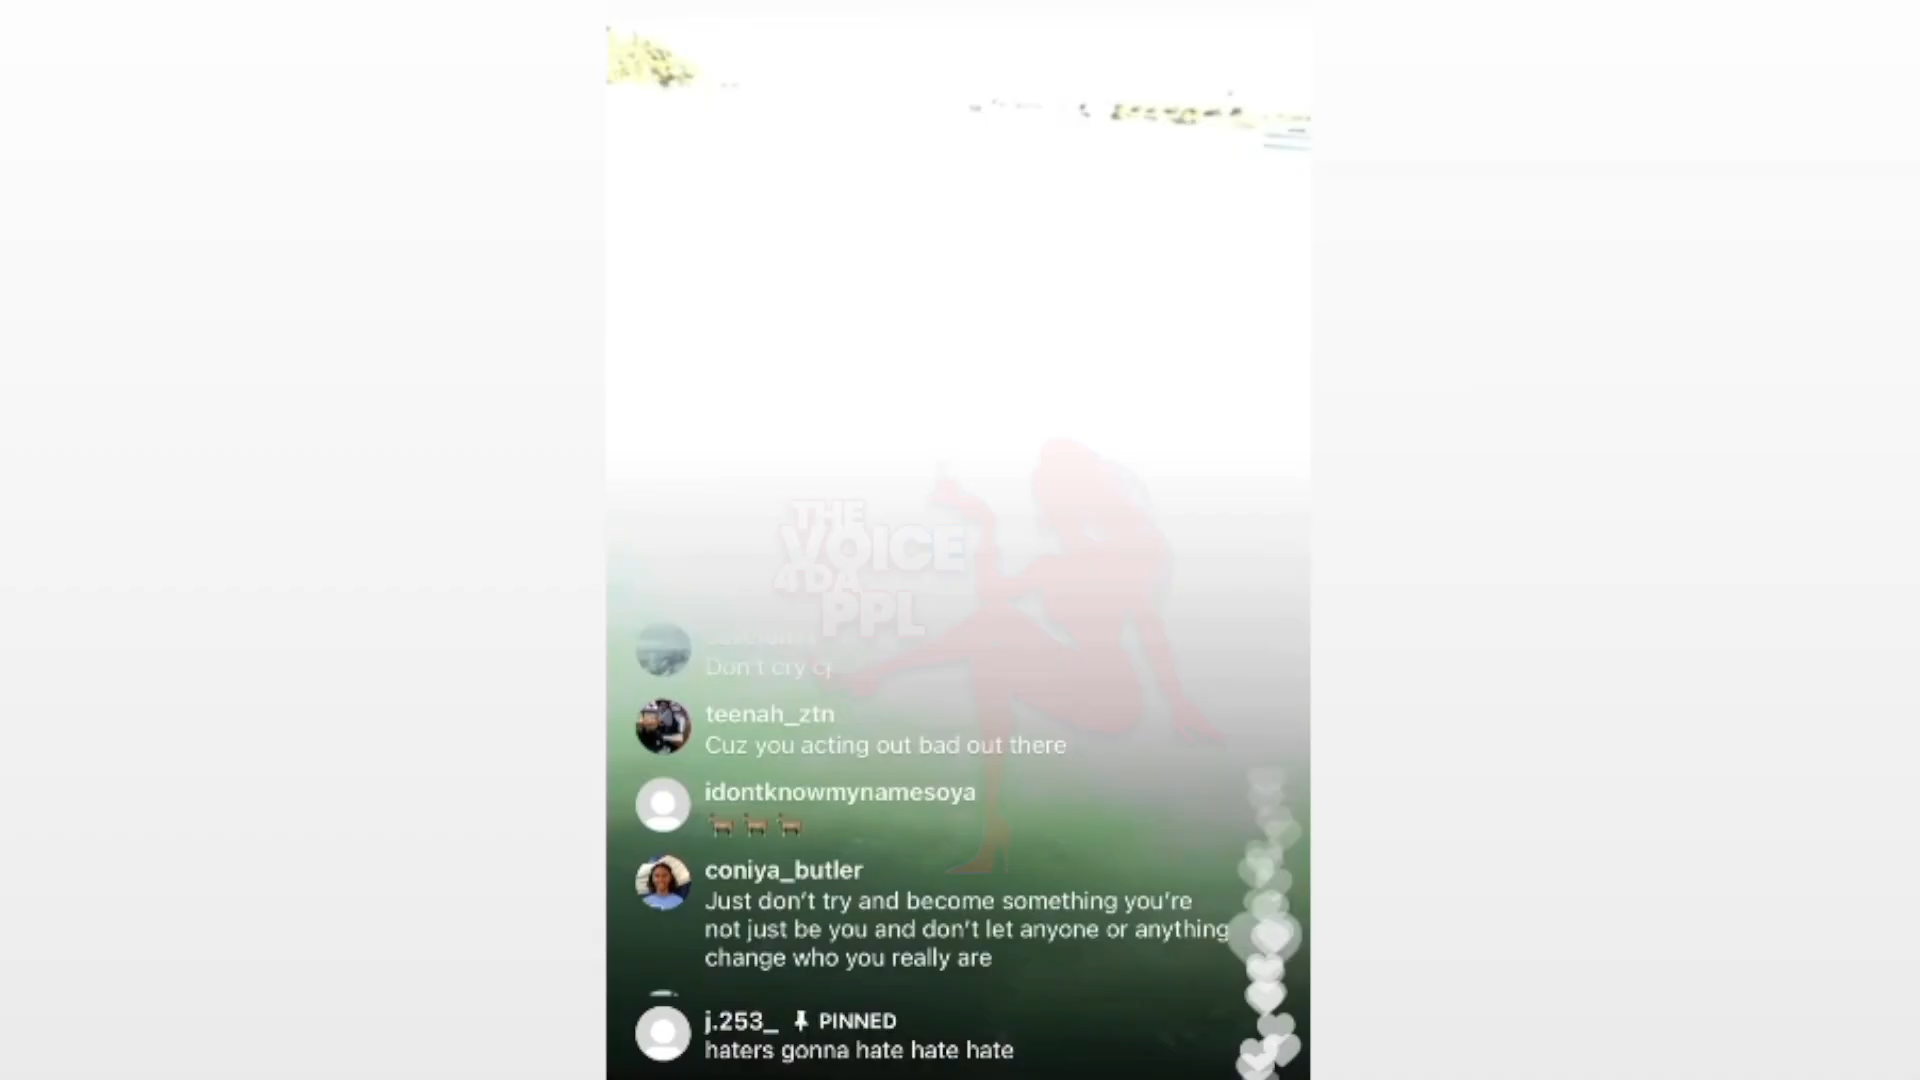 THE
VOICE
4DA
PPL
Don't cry cj
teenah_ztn
Cuz you acting out bad out there
idontknowmynamesoya
coniya_butler
Just don't try and become something you're
not just be you and don't let anyone or anything
change who you really are
j.253_ PINNED
haters gonna hate hate hate